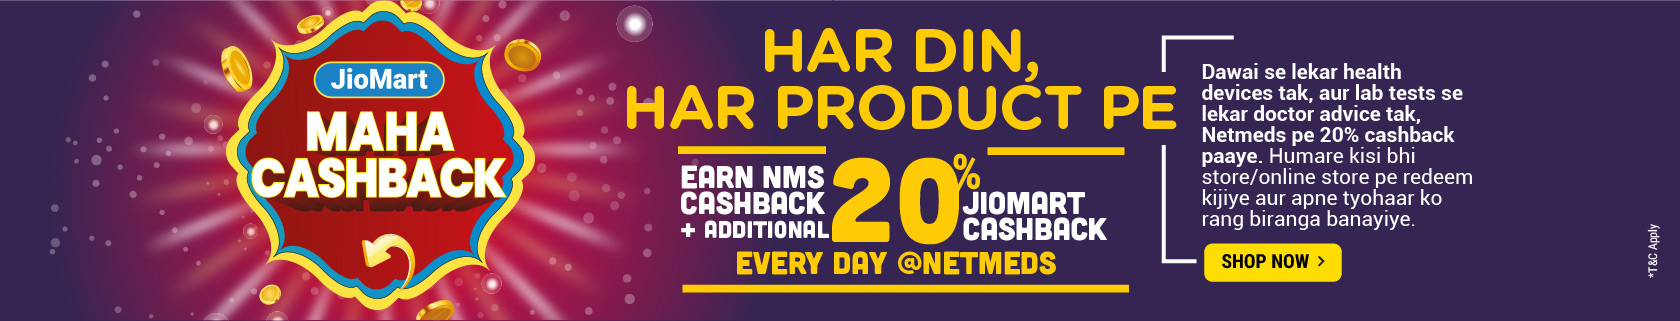 JioMart
MAHA
CASHBACK
HAR DIN,
HAR PRODUCT PE
EARN NMS
CASHBACK
+ ADDITIONAL
20%
JIOMART
CASHBACK
EVERY DAY @NETMEDS
Dawai se lekar health
devices tak, aur lab tests se
lekar doctor advice tak,
Netmeds pe 20% cashback
paaye. Humare kisi bhi
store/online store pe redeem
kijiye aur apne tyohaar ko
rang biranga banayiye.
SHOP NOW >
*T&C Apply